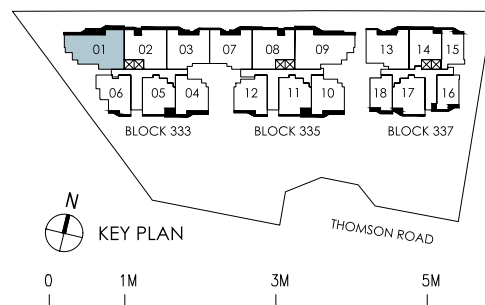 01 02 03 07 08 09 13 14 15
06 05 04 12 11 10 18 17 16
BLOCK 333 BLOCK 335 BLOCK 337
N
KEY PLAN
THOMSON ROAD
0 1M 3M 5M